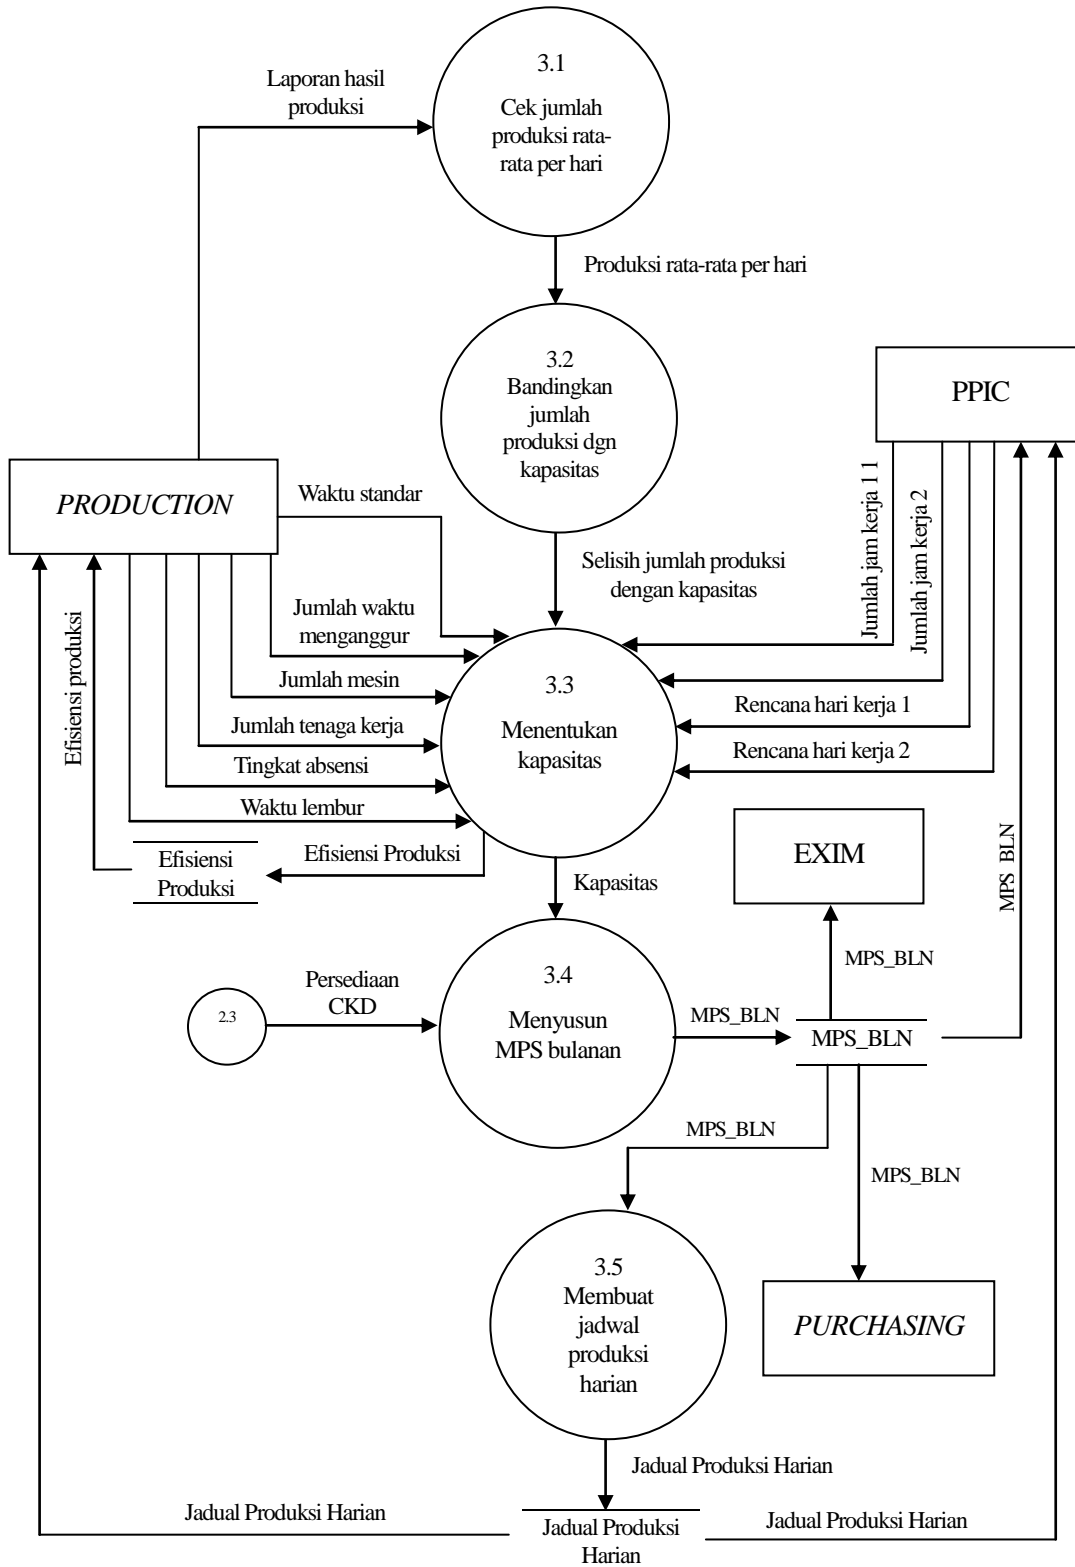 3.1
Cek jumlah
produksi rata-
rata per hari
Laporan hasil
produksi
Produksi rata-rata per hari
3.2
Bandingkan
jumlah
produksi dgn
kapasitas
PPIC
PRODUCTION
Waktu standar
Selisih jumlah produksi
dengan kapasitas
Jumlah jam kerja 1 1
Jumlah jam kerja 2
Efisiensi produksi
Jumlah waktu
menganggur
Jumlah mesin
Jumlah tenaga kerja
Tingkat absensi
Waktu lembur
3.3
Menentukan
kapasitas
Rencana hari kerja 1
Rencana hari kerja 2
Efisiensi
Produksi
Efisiensi Produksi
Kapasitas
EXIM
MPS_BLN
MPS_BLN
2.3
Persediaan
CKD
3.4
Menyusun
MPS bulanan
MPS_BLN
MPS_BLN
MPS_BLN
MPS_BLN
3.5
Membuat
jadwal
produksi
harian
PURCHASING
Jadual Produksi Harian
Jadual Produksi Harian
Jadual Produksi
Harian
Jadual Produksi Harian